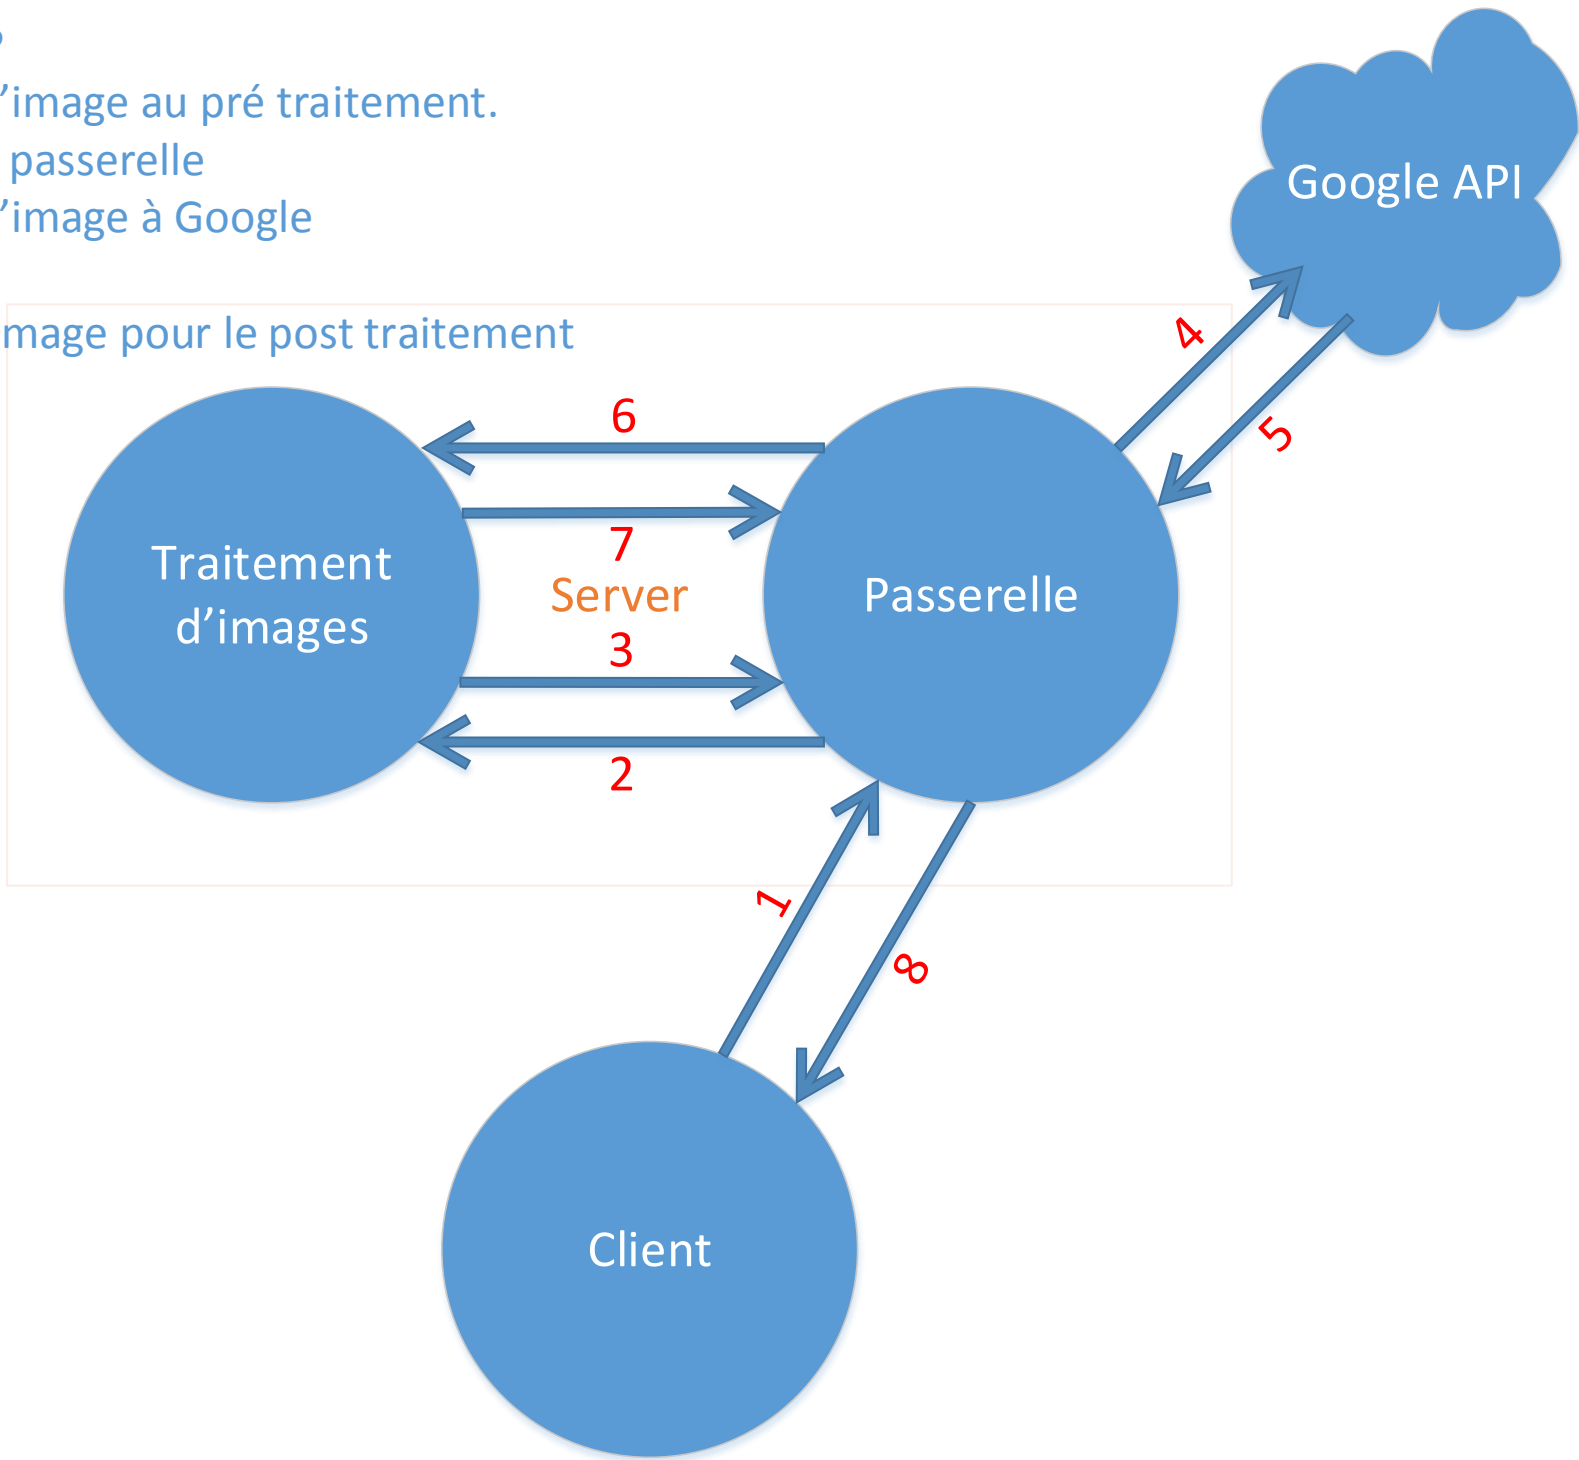 'image au pré traitement.
passerelle
'image à Google
mage pour le post traitement
Google API
4
5
6
7
Traitement
d'images
Server
Passerelle
3
2
1
8
Client